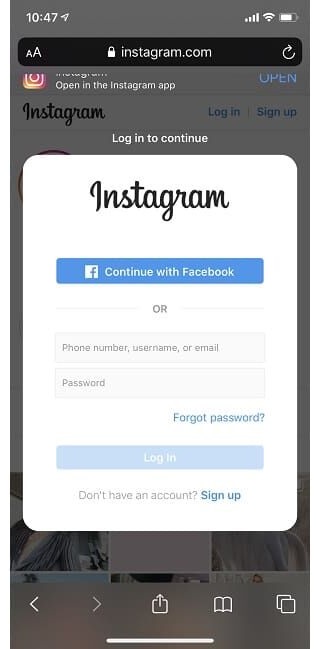 10:47
AA instagram.com
Instagram
Open in the Instagram app
OPEN
Instagram Log in | Sign up
Log in to continue
Instagram
Continue with Facebook
OR
Phone number, username, or email
Password
Forgot password?
Log In
Don't have an account? Sign up